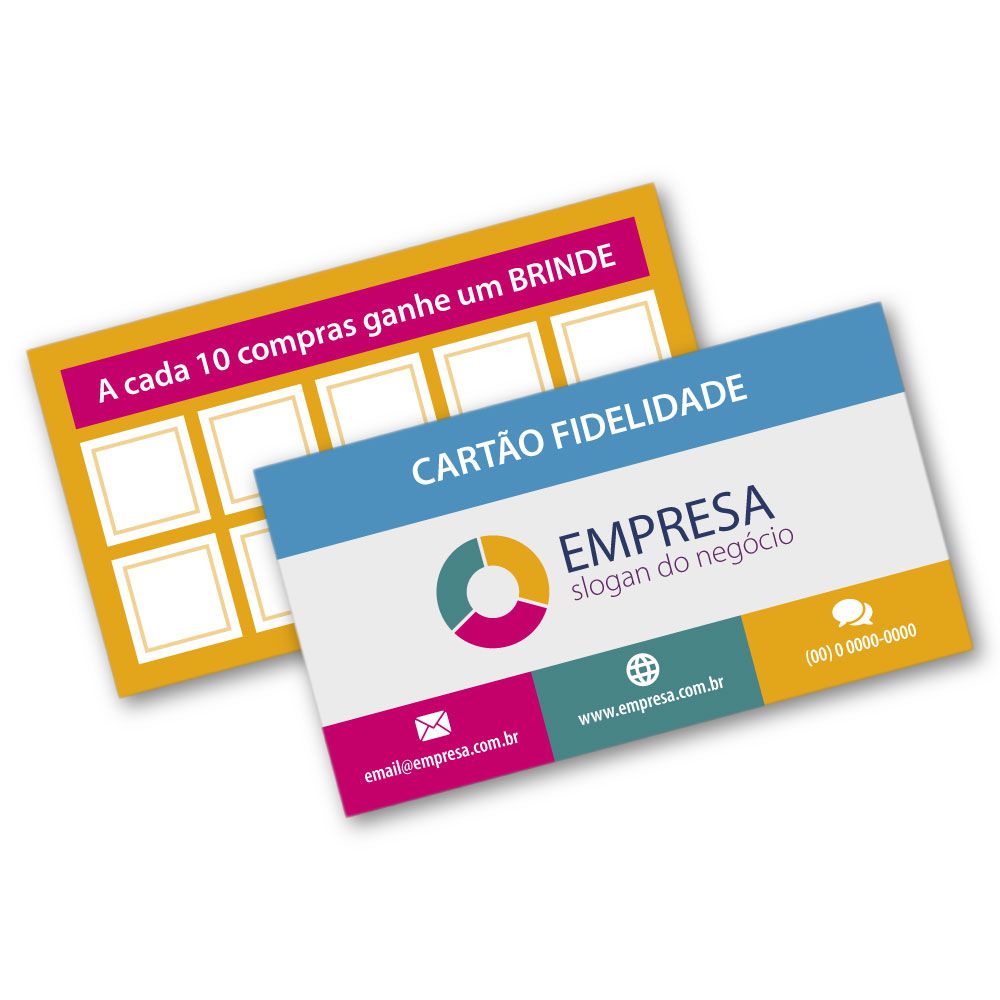 A cada 10 compras ganhe um BRINDE
CARTÃO FIDELIDADE
EMPRESA
slogan do negócio
email@empresa.com.br
www.empresa.com.br
(00) 0 0000-0000